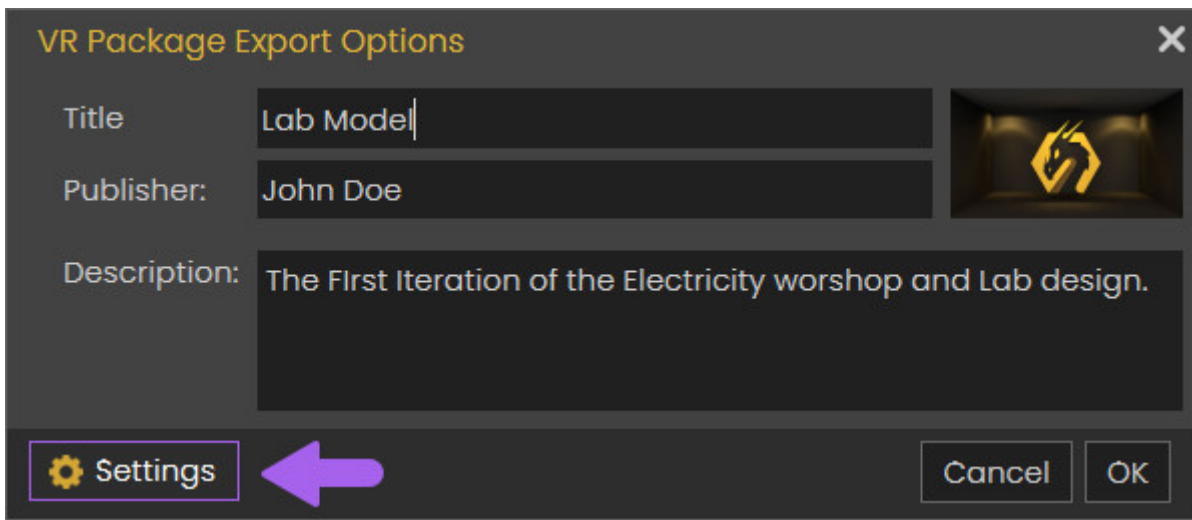 VR Package Export Options
Title
Lab Model
Publisher:
John Doe
Description:
The FIrst Iteration of the Electricity worshop and Lab design.
Settings
Cancel
OK